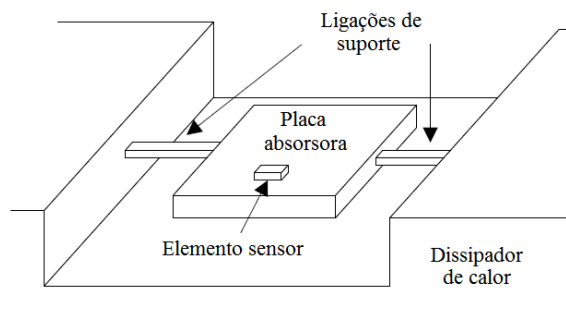 Ligações de
suporte
Placa
absorsora
Elemento sensor
Dissipador
de calor